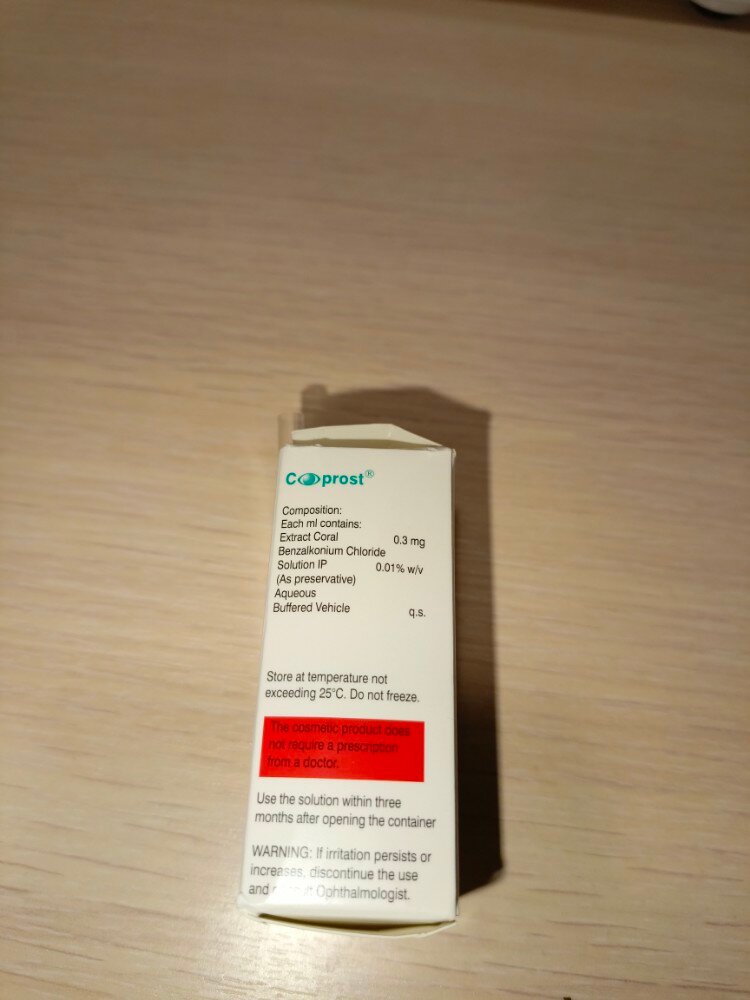 Cprost®
Composition:
Each ml contains:
Extract Coral 0.3 mg
Benzalkonium Chloride
Solution IP 0.01% w/v
(As preservative)
Aqueous
Buffered Vehicle q.s.
Store at temperature not
exceeding 25°C. Do not freeze.
The cosmetic product does
not require a prescription
from a doctor.
Use the solution within three
months after opening the container
WARNING: If irritation persists or
increases, discontinue the use
and Ophthalmologist.